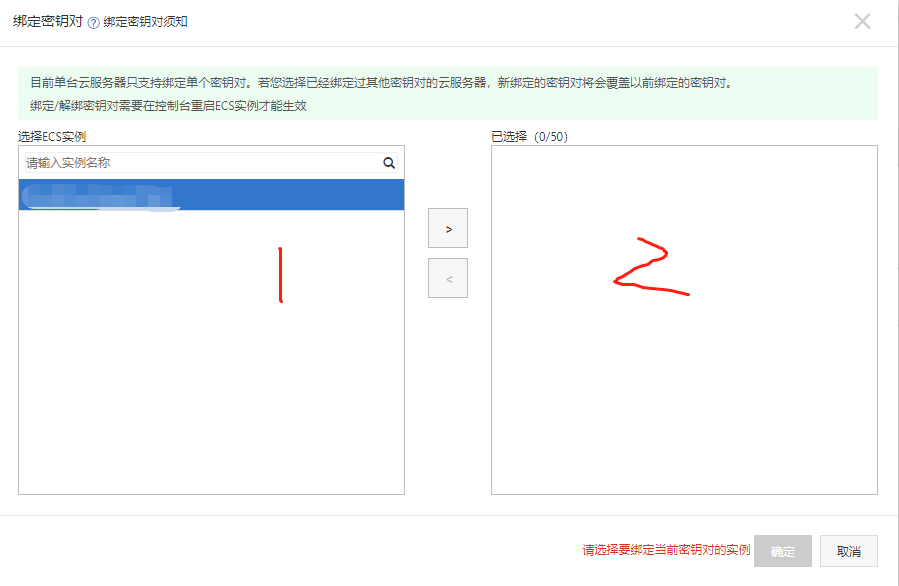 绑定密钥对 ? 绑定密钥对须知
目前单台云服务器只支持绑定单个密钥对。若您选择已经绑定过其他密钥对的云服务器，新绑定的密钥对将会覆盖以前绑定的密钥对。
绑定/解绑密钥对需要在控制台重启ECS实例才能生效
选择ECS实例
请输入实例名称
1
>
<
已选择（0/50）
2
请选择要绑定当前密钥对的实例
确定
取消